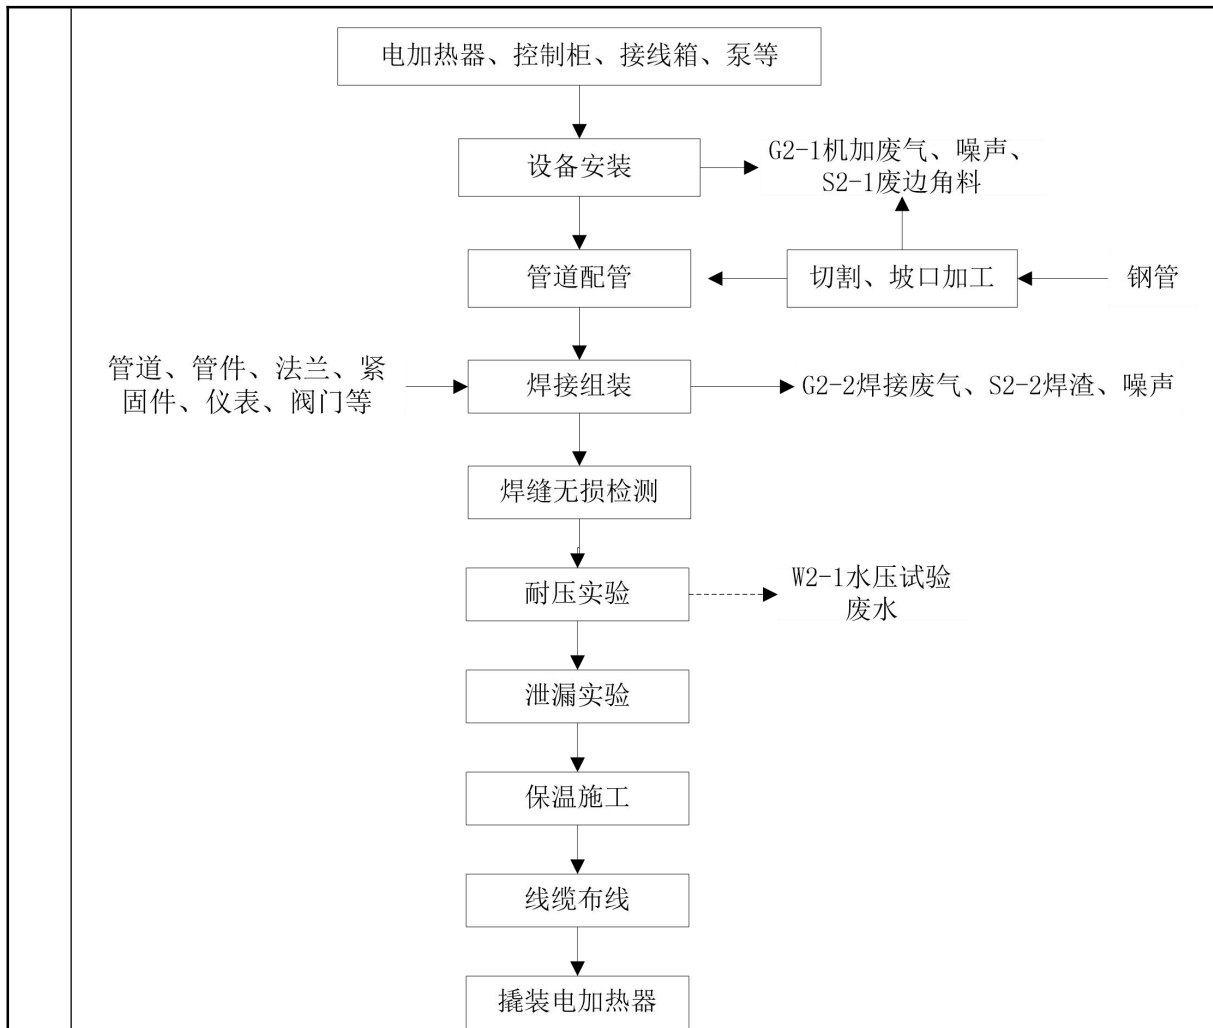 电加热器、控制柜、接线箱、泵等
设备安装
G2-1机加废气、噪声、
S2-1废边角料
管道配管
切割、坡口加工
钢管
管道、管件、法兰、紧
固件、仪表、阀门等
焊接组装
G2-2焊接废气、S2-2焊渣、噪声
焊缝无损检测
耐压实验
W2-1水压试验
废水
泄漏实验
保温施工
线缆布线
撬装电加热器